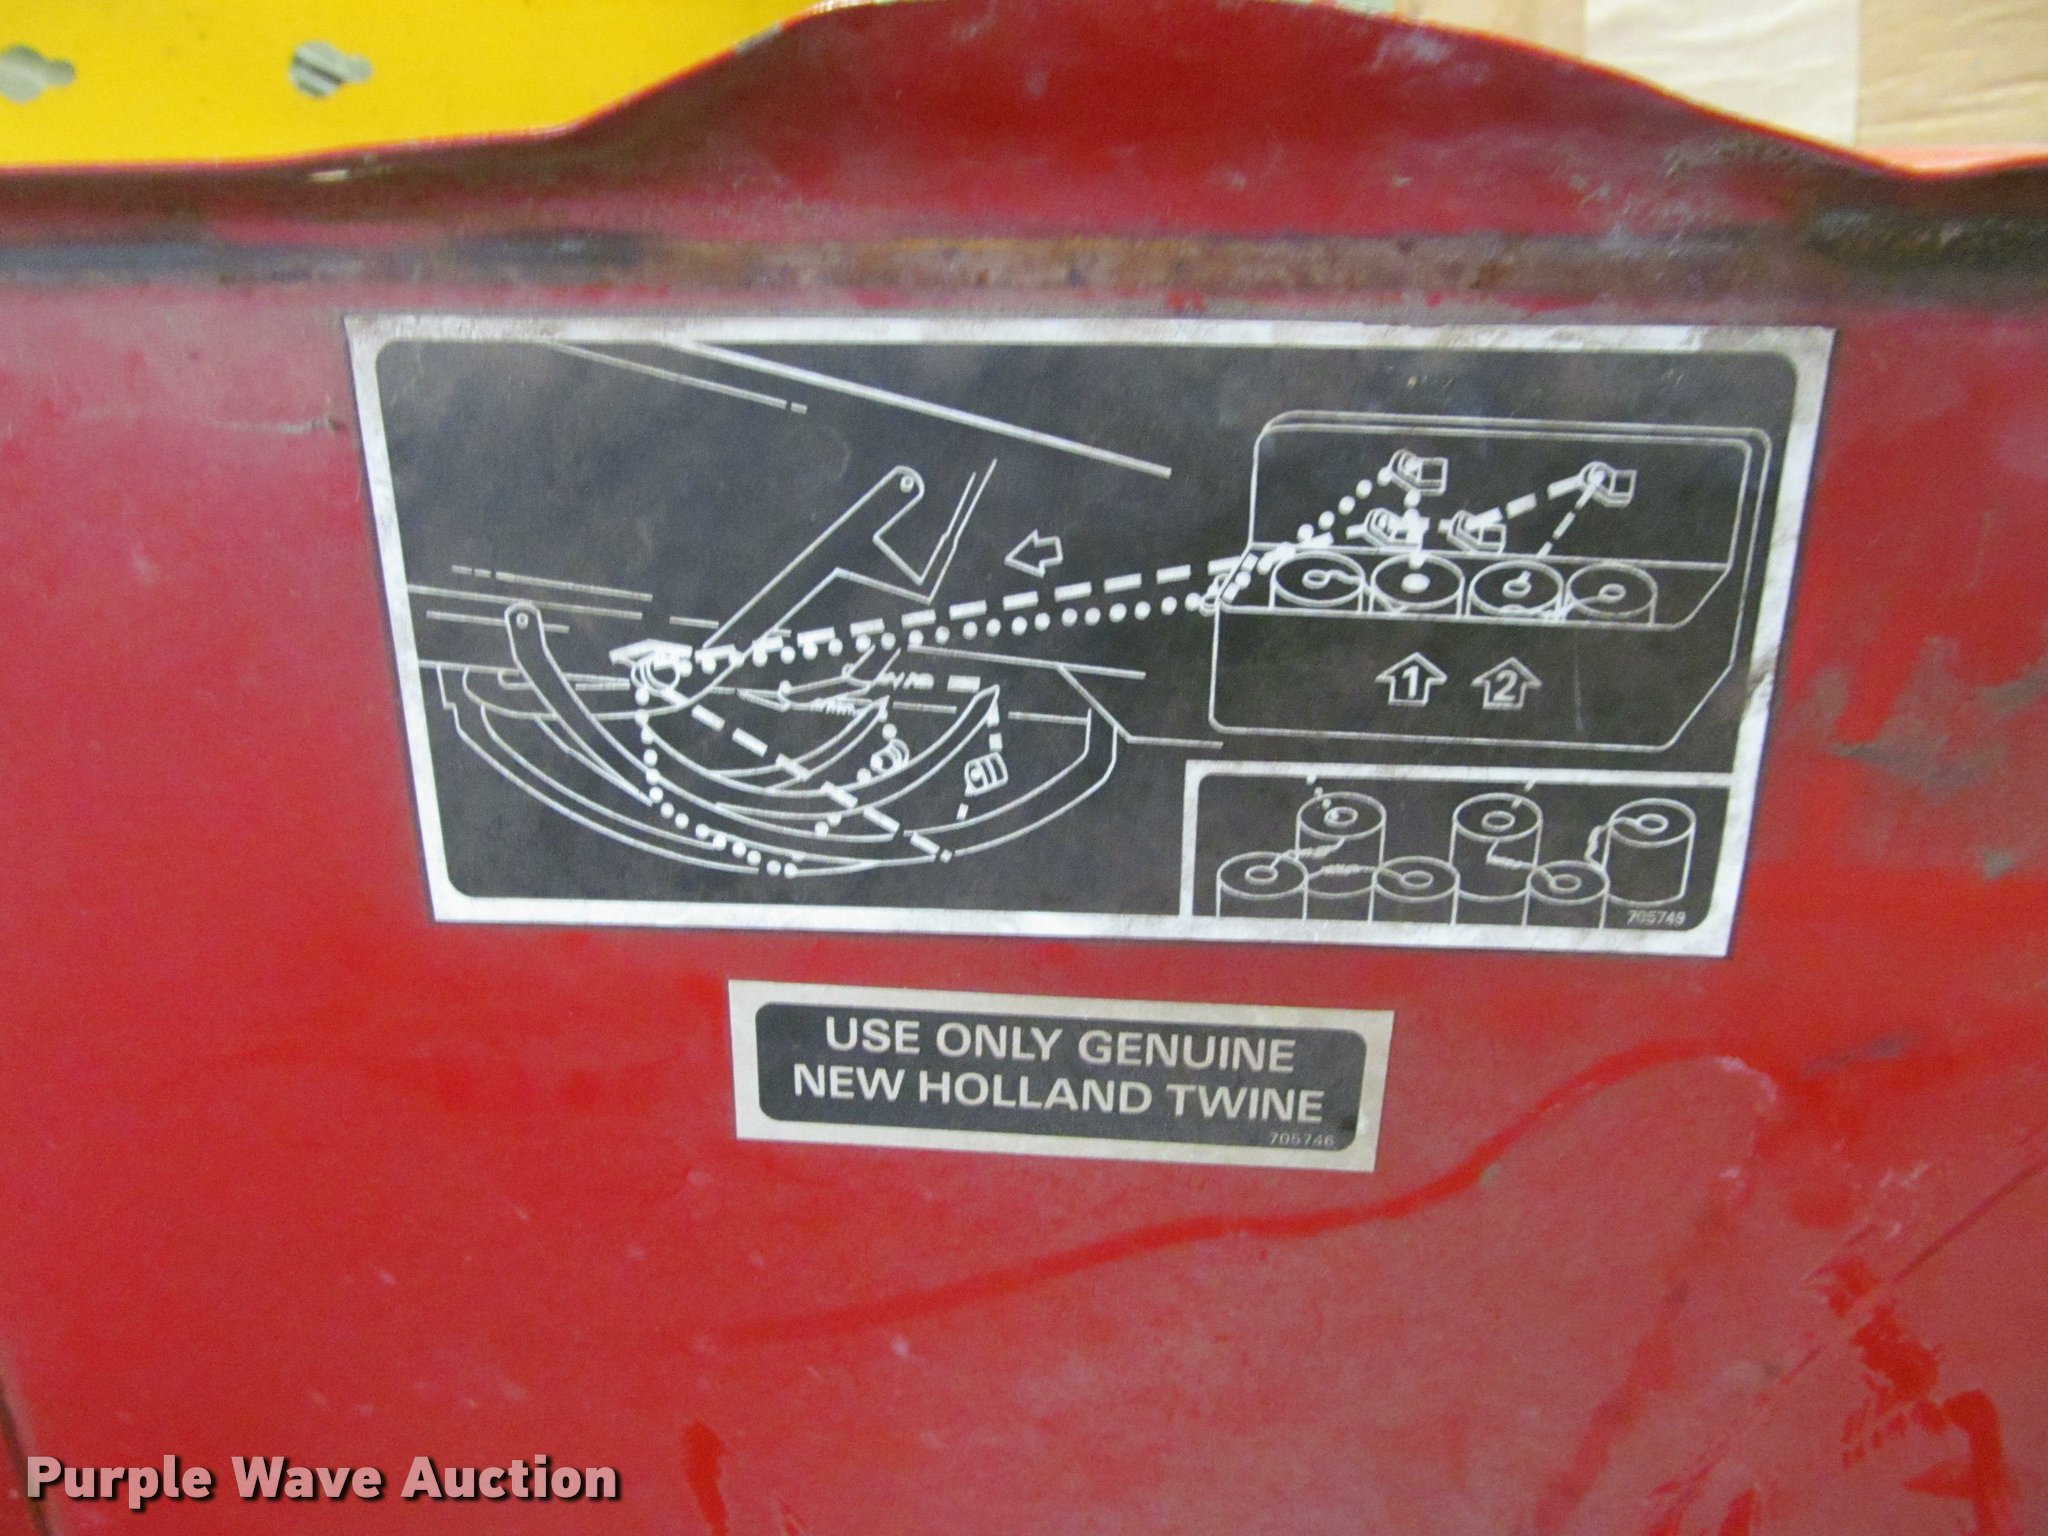 1 2
705749
USE ONLY GENUINE
NEW HOLLAND TWINE
705746
Purple Wave Auction